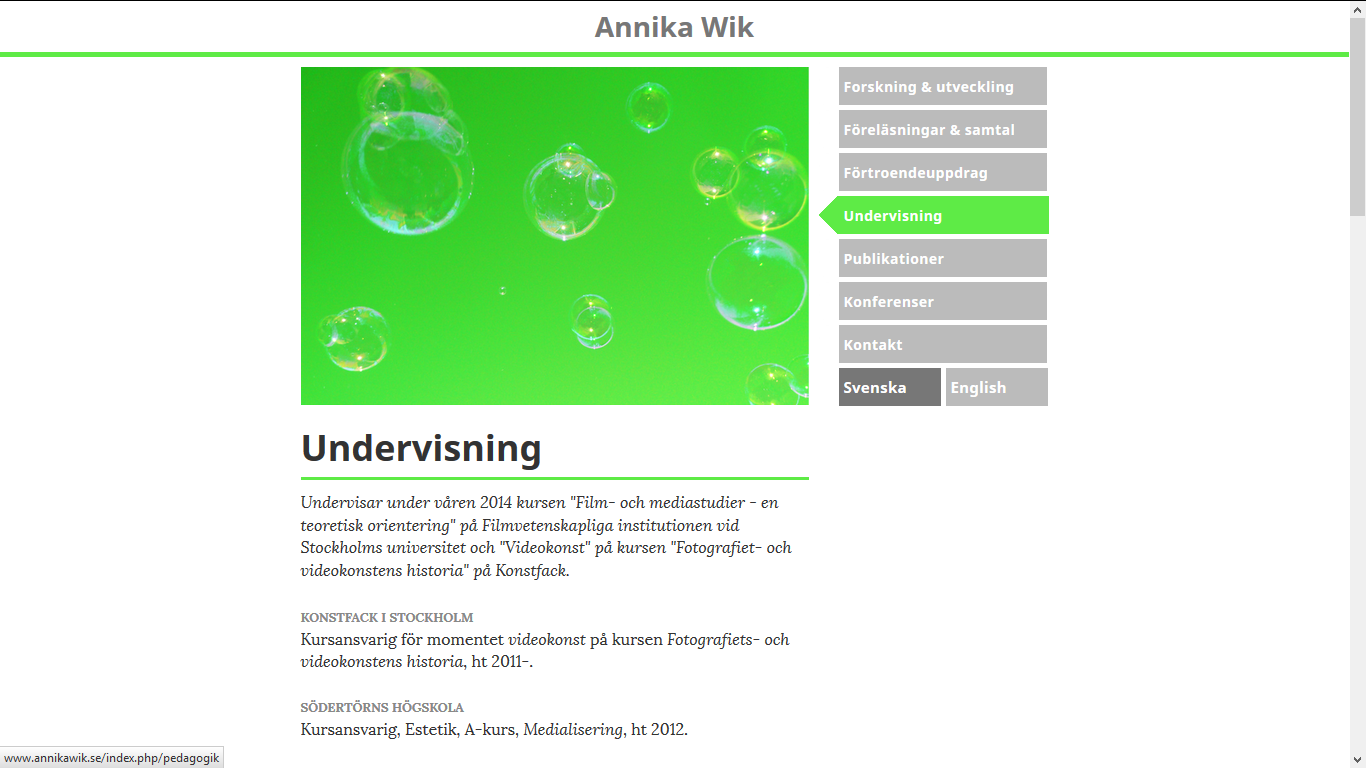 Annika Wik
Forskning & utveckling
Föreläsningar & samtal
Förtroendeuppdrag
Undervisning
Publikationer
Konferenser
Kontakt
Svenska English
Undervisning
Undervisar under våren 2014 kursen "Film- och mediastudier - en
teoretisk orientering" på Filmvetenskapliga institutionen vid
Stockholms universitet och "Videokonst" på kursen "Fotografiet- och
videokonstens historia" på Konstfack.
KONSTFACK I STOCKHOLM
Kursansvarig för momentet videokonst på kursen Fotografiets- och
videokonstens historia, ht 2011-.
SÖDERTÖRNS HÖGSKOLA
Kursansvarig, Estetik, A-kurs, Medialisering, ht 2012.
www.annikawik.se/index.php/pedagogik